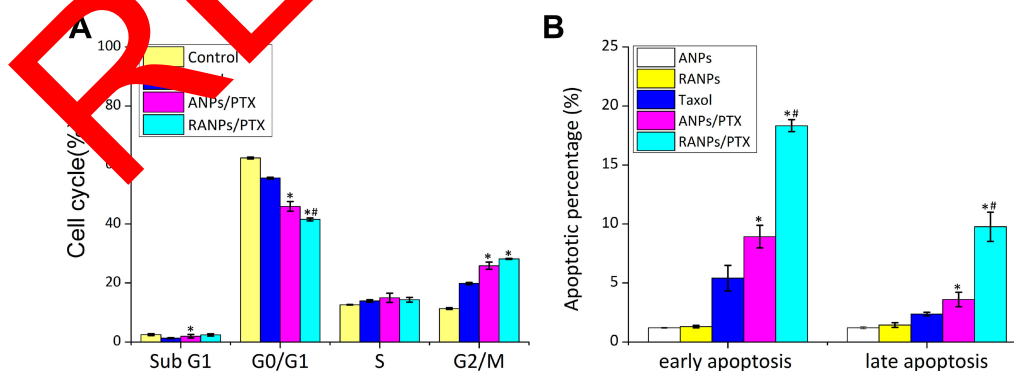 A
100
80
40
20
0
Cell cycle(%
Control
ANPs/PTX
RANPs/PTX
*
*
*#
*
*
Sub G1
G0/G1
S
G2/M
B
25
20
15
10
5
0
Apoptotic percentage (%)
ANPs
RANPs
Taxol
ANPs/PTX
RANPs/PTX
*
*#
*
*#
early apoptosis
late apoptosis